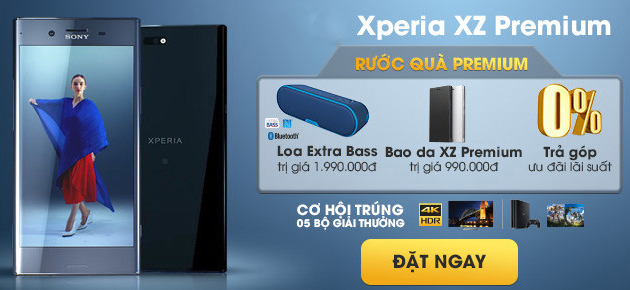 Xperia XZ Premium
RƯỚC QUÀ PREMIUM
SONY
XPERIA
BASS
Bluetooth
Loa Extra Bass
trị giá 1.990.000đ
Bao da XZ Premium
trị giá 990.000đ
0%
Trả góp
ưu đãi lãi suất
CƠ HỘI TRÚNG
05 BỘ GIẢI THƯỞNG
4K
HDR
ĐẶT NGAY